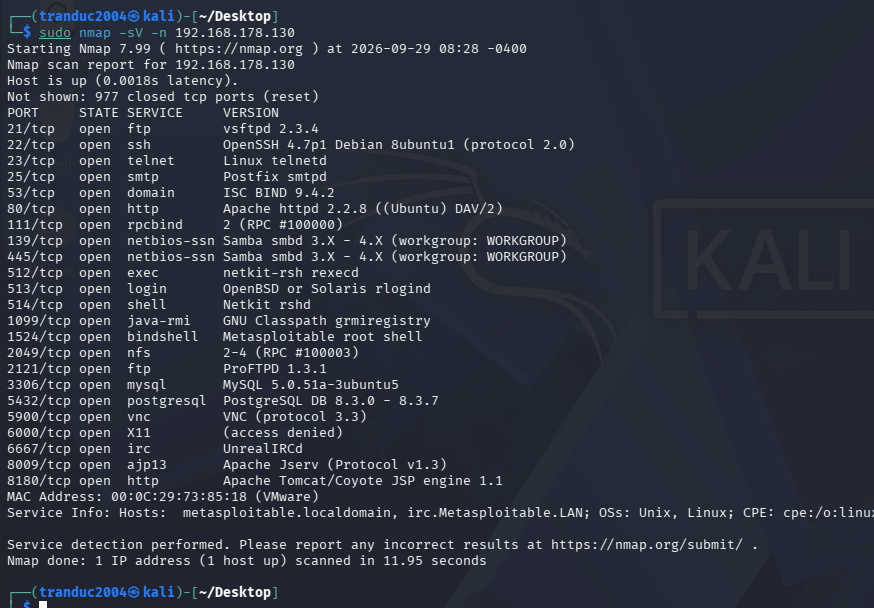 ┌──(tranduc2004㉿kali)-[~/Desktop]
└─$ sudo nmap -sV -n 192.168.178.130
Starting Nmap 7.99 ( https://nmap.org ) at 2026-09-29 08:28 -0400
Nmap scan report for 192.168.178.130
Host is up (0.0018s latency).
Not shown: 977 closed tcp ports (reset)
PORT     STATE SERVICE     VERSION
21/tcp   open  ftp         vsftpd 2.3.4
22/tcp   open  ssh         OpenSSH 4.7p1 Debian 8ubuntu1 (protocol 2.0)
23/tcp   open  telnet      Linux telnetd
25/tcp   open  smtp        Postfix smtpd
53/tcp   open  domain      ISC BIND 9.4.2
80/tcp   open  http        Apache httpd 2.2.8 ((Ubuntu) DAV/2)
111/tcp  open  rpcbind     2 (RPC #100000)
139/tcp  open  netbios-ssn Samba smbd 3.X - 4.X (workgroup: WORKGROUP)
445/tcp  open  netbios-ssn Samba smbd 3.X - 4.X (workgroup: WORKGROUP)
512/tcp  open  exec        netkit-rsh rexecd
513/tcp  open  login       OpenBSD or Solaris rlogind
514/tcp  open  shell       Netkit rshd
1099/tcp open  java-rmi    GNU Classpath grmiregistry
1524/tcp open  bindshell   Metasploitable root shell
2049/tcp open  nfs         2-4 (RPC #100003)
2121/tcp open  ftp         ProFTPD 1.3.1
3306/tcp open  mysql       MySQL 5.0.51a-3ubuntu5
5432/tcp open  postgresql  PostgreSQL DB 8.3.0 - 8.3.7
5900/tcp open  vnc         VNC (protocol 3.3)
6000/tcp open  X11         (access denied)
6667/tcp open  irc         UnrealIRCd
8009/tcp open  ajp13       Apache Jserv (Protocol v1.3)
8180/tcp open  http        Apache Tomcat/Coyote JSP engine 1.1
MAC Address: 00:0C:29:73:85:18 (VMware)
Service Info: Hosts:  metasploitable.localdomain, irc.Metasploitable.LAN; OSs: Unix, Linux; CPE: cpe:/o:linux
Service detection performed. Please report any incorrect results at https://nmap.org/submit/ .
Nmap done: 1 IP address (1 host up) scanned in 11.95 seconds
┌──(tranduc2004㉿kali)-[~/Desktop]
└─$
KALI